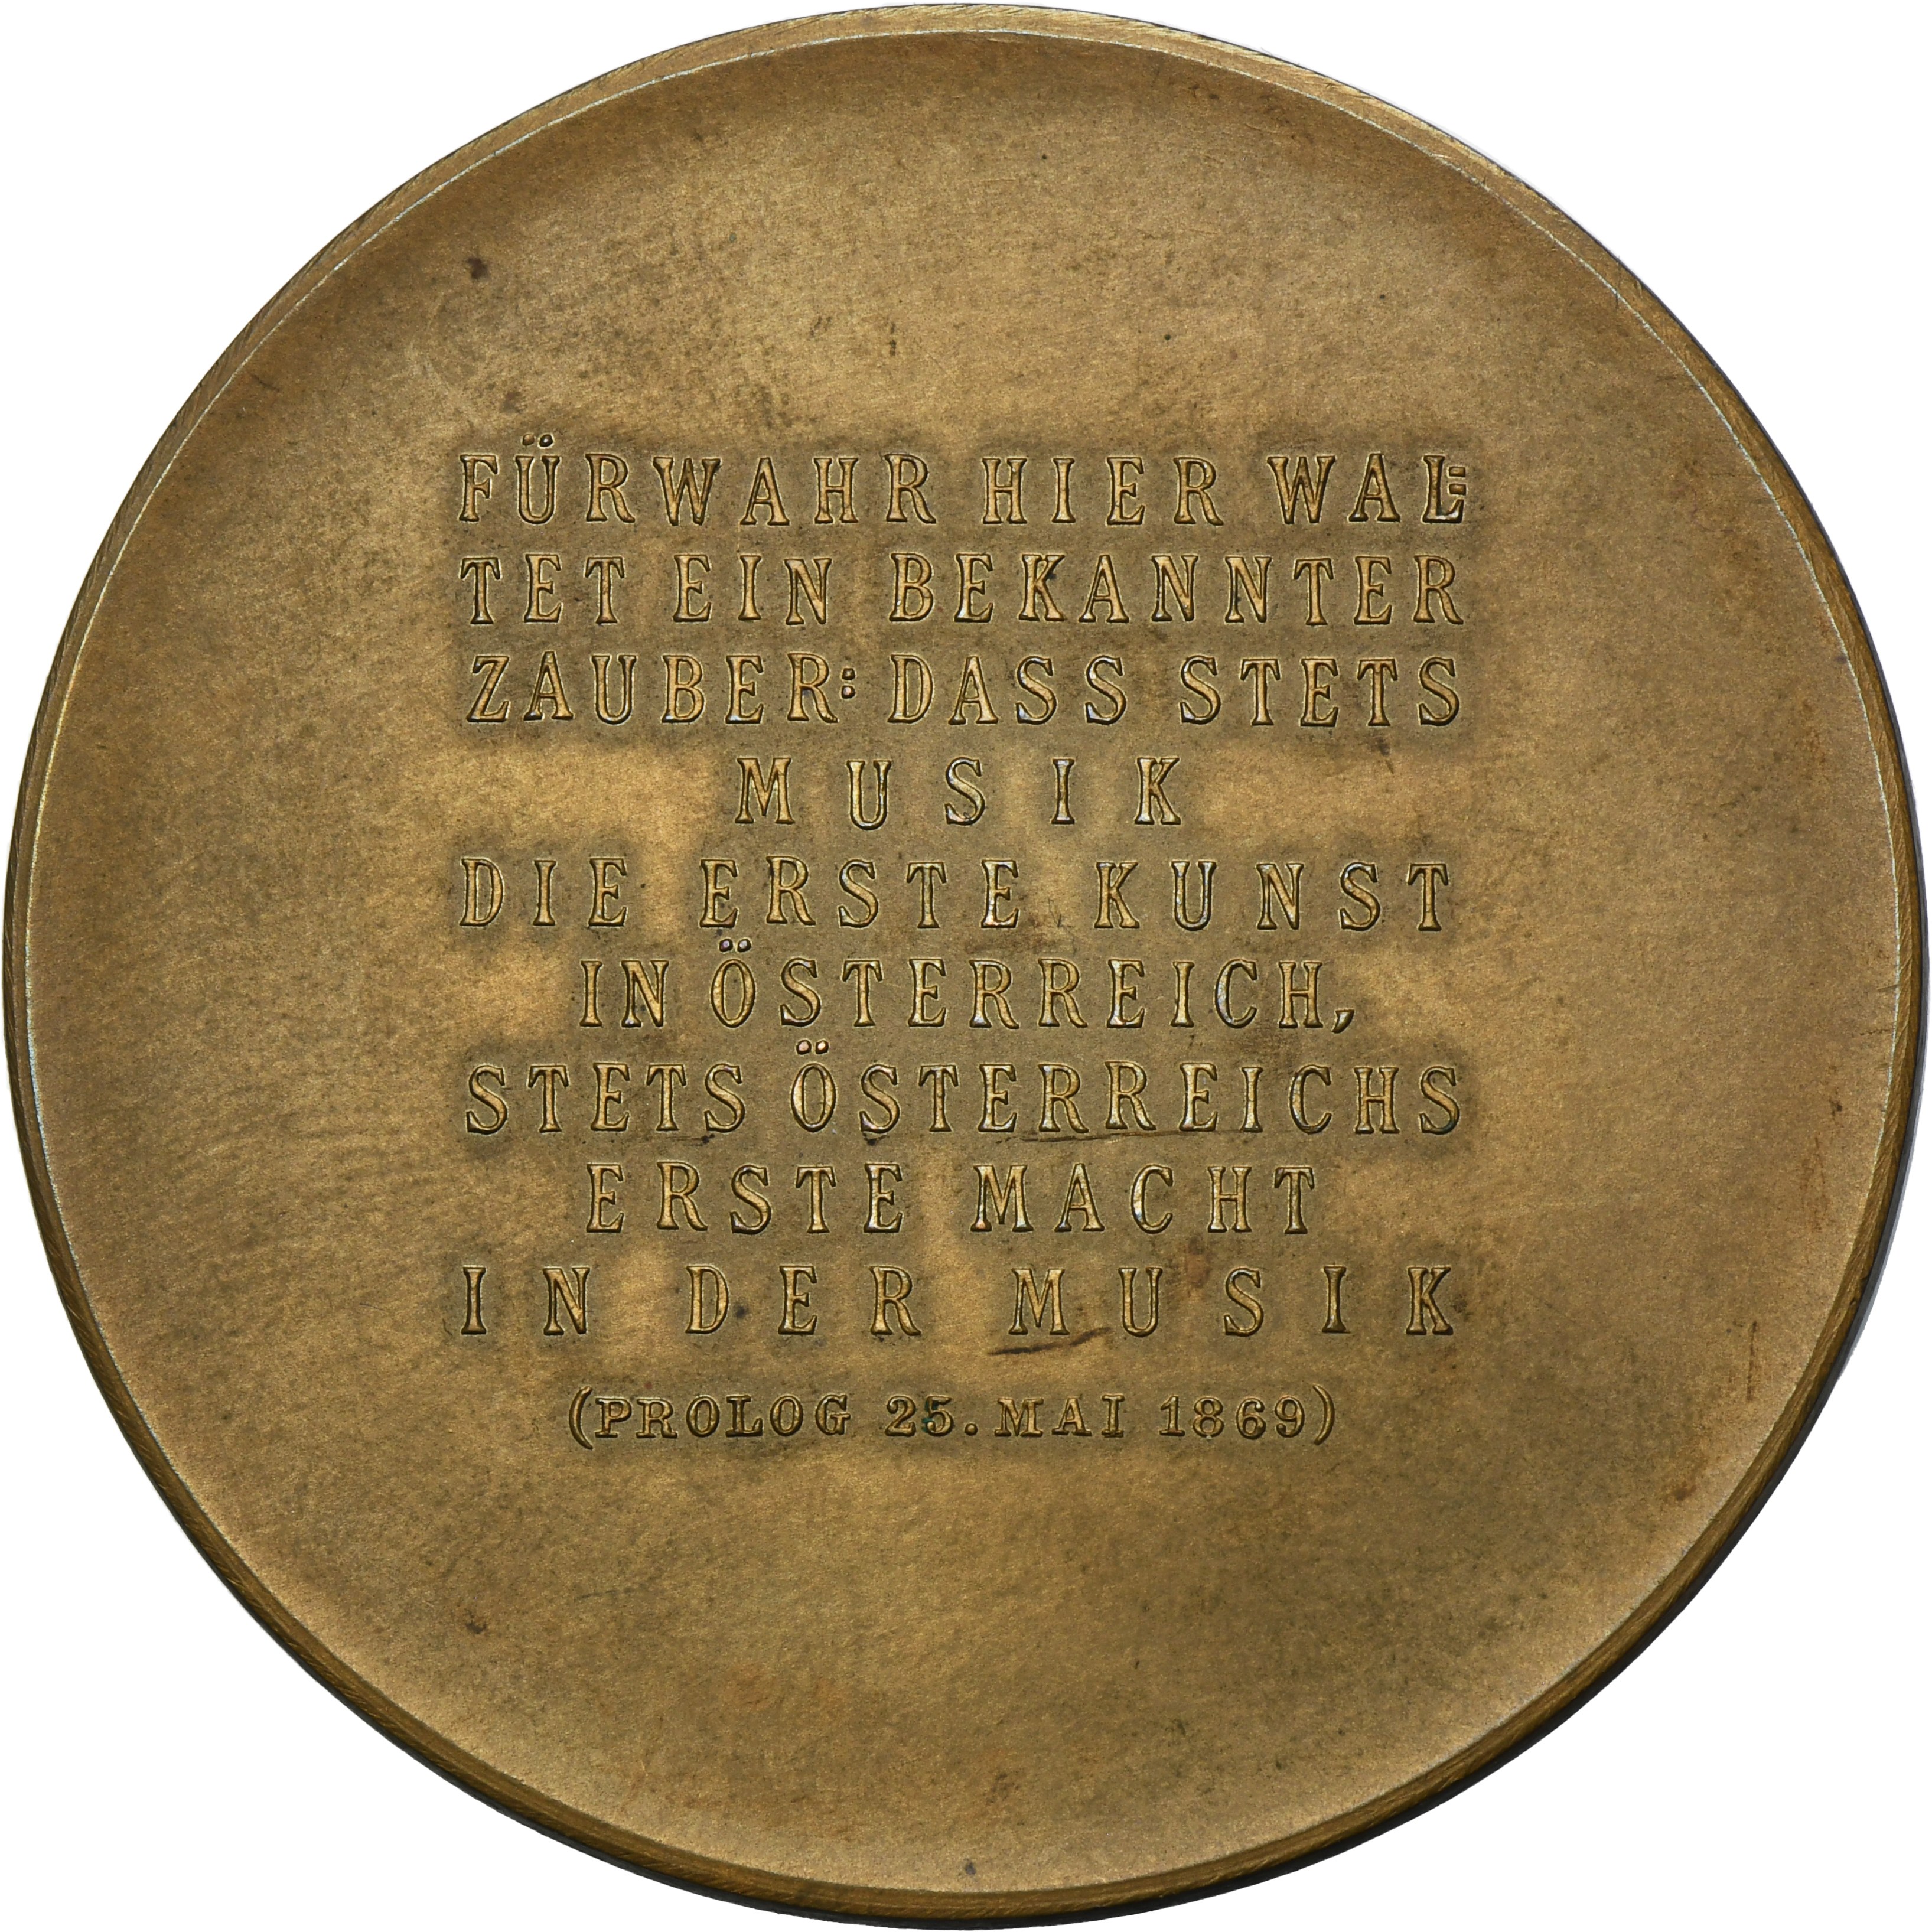 FÜRWAHR HIER WAL=
TET EIN BEKANNTER
ZAUBER: DASS STETS
MUSIK
DIE ERSTE KUNST
IN ÖSTERREICH,
STETS ÖSTERREICHS
ERSTE MACHT
IN DER MUSIK
(PROLOG 25. MAI 1869)